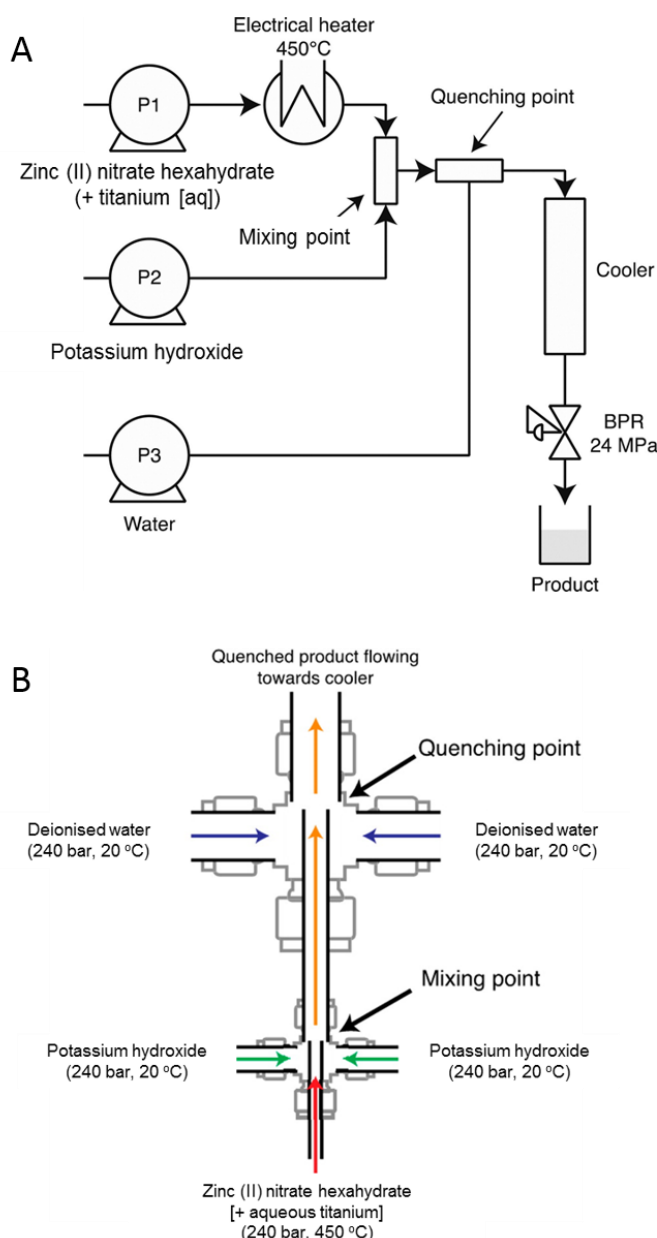 A
Electrical heater
450°C
P1
Quenching point
Zinc (II) nitrate hexahydrate
(+ titanium [aq])
Mixing point
P2
Cooler
Potassium hydroxide
P3
BPR
24 MPa
Water
Product
B
Quenched product flowing
towards cooler
Quenching point
Deionised water
(240 bar, 20 °C)
Deionised water
(240 bar, 20 °C)
Mixing point
Potassium hydroxide
(240 bar, 20 °C)
Potassium hydroxide
(240 bar, 20 °C)
Zinc (II) nitrate hexahydrate
[+ aqueous titanium]
(240 bar, 450 °C)